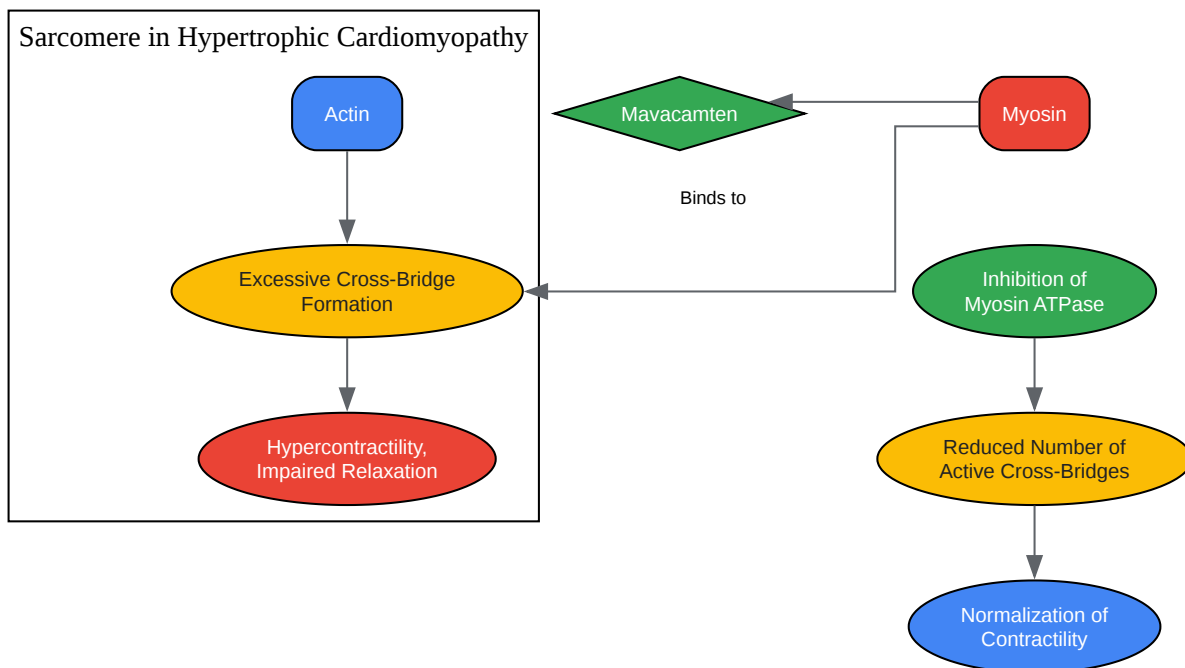 Sarcomere in Hypertrophic Cardiomyopathy
Actin
Mavacamten
Myosin
Binds to
Excessive Cross-Bridge
Formation
Inhibition of
Myosin ATPase
Hypercontractility,
Impaired Relaxation
Reduced Number of
Active Cross-Bridges
Normalization of
Contractility